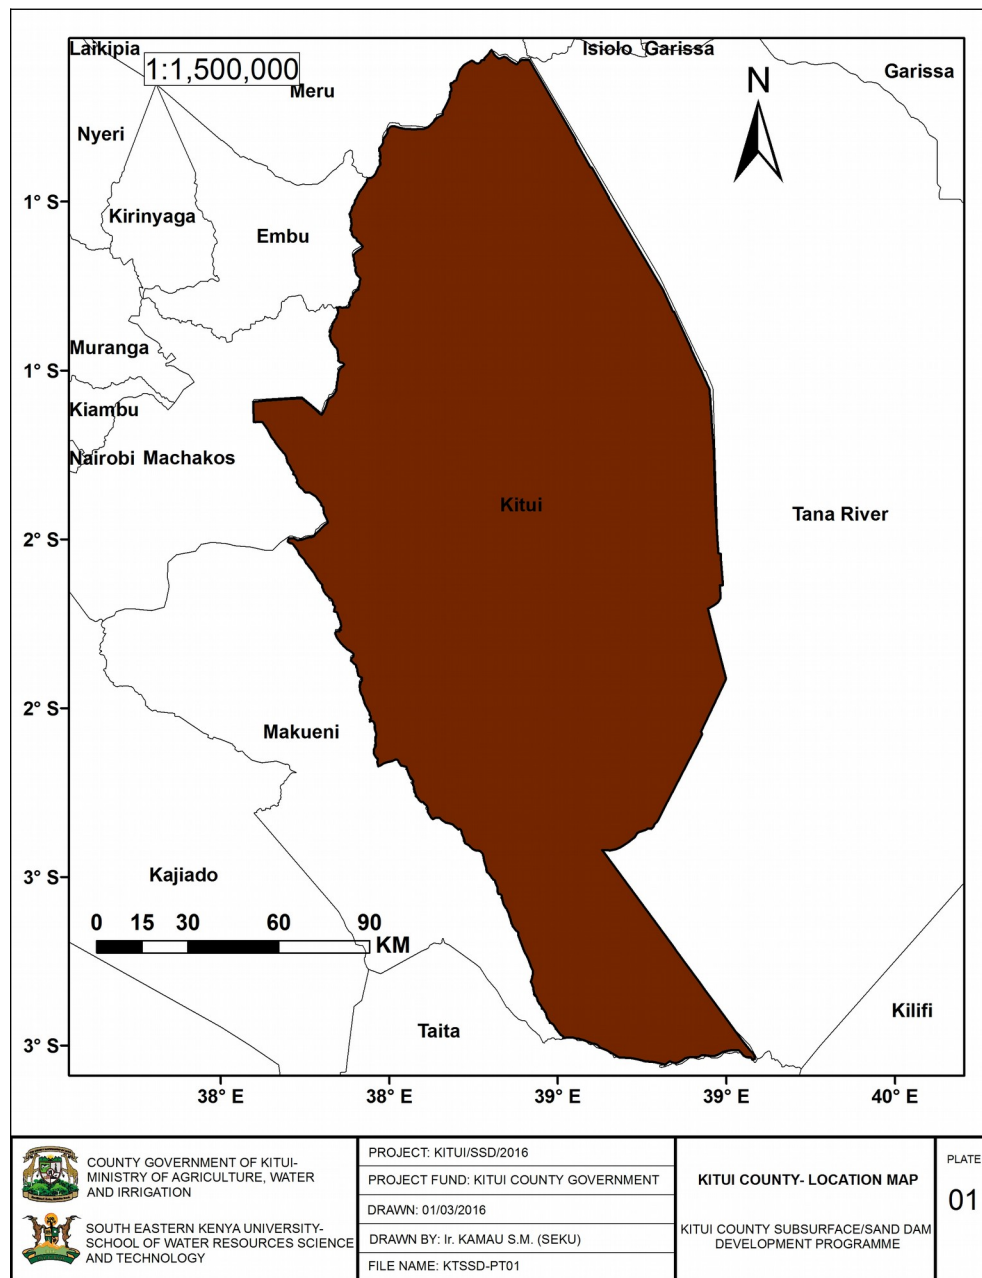 Laikipia
Isiolo Garissa
1:1,500,000
Meru
Garissa
N
Nyeri
1° S
Kirinyaga
Embu
Muranga
1° S
Kiambu
Nairobi Machakos
Kitui
Tana River
2° S
2° S
Makueni
Kajiado
3° S
0 15 30 60 90
KM
Kilifi
Taita
3° S
38° E 38° E 39° E 39° E 40° E
COUNTY GOVERNMENT OF KITUI-
MINISTRY OF AGRICULTURE, WATER
AND IRRIGATION
SOUTH EASTERN KENYA UNIVERSITY-
SCHOOL OF WATER RESOURCES SCIENCE
AND TECHNOLOGY
PROJECT: KITUI/SSD/2016
PROJECT FUND: KITUI COUNTY GOVERNMENT
DRAWN: 01/03/2016
DRAWN BY: Ir. KAMAU S.M. (SEKU)
FILE NAME: KTSSD-PT01
KITUI COUNTY- LOCATION MAP
KITUI COUNTY SUBSURFACE/SAND DAM
DEVELOPMENT PROGRAMME
PLATE
01